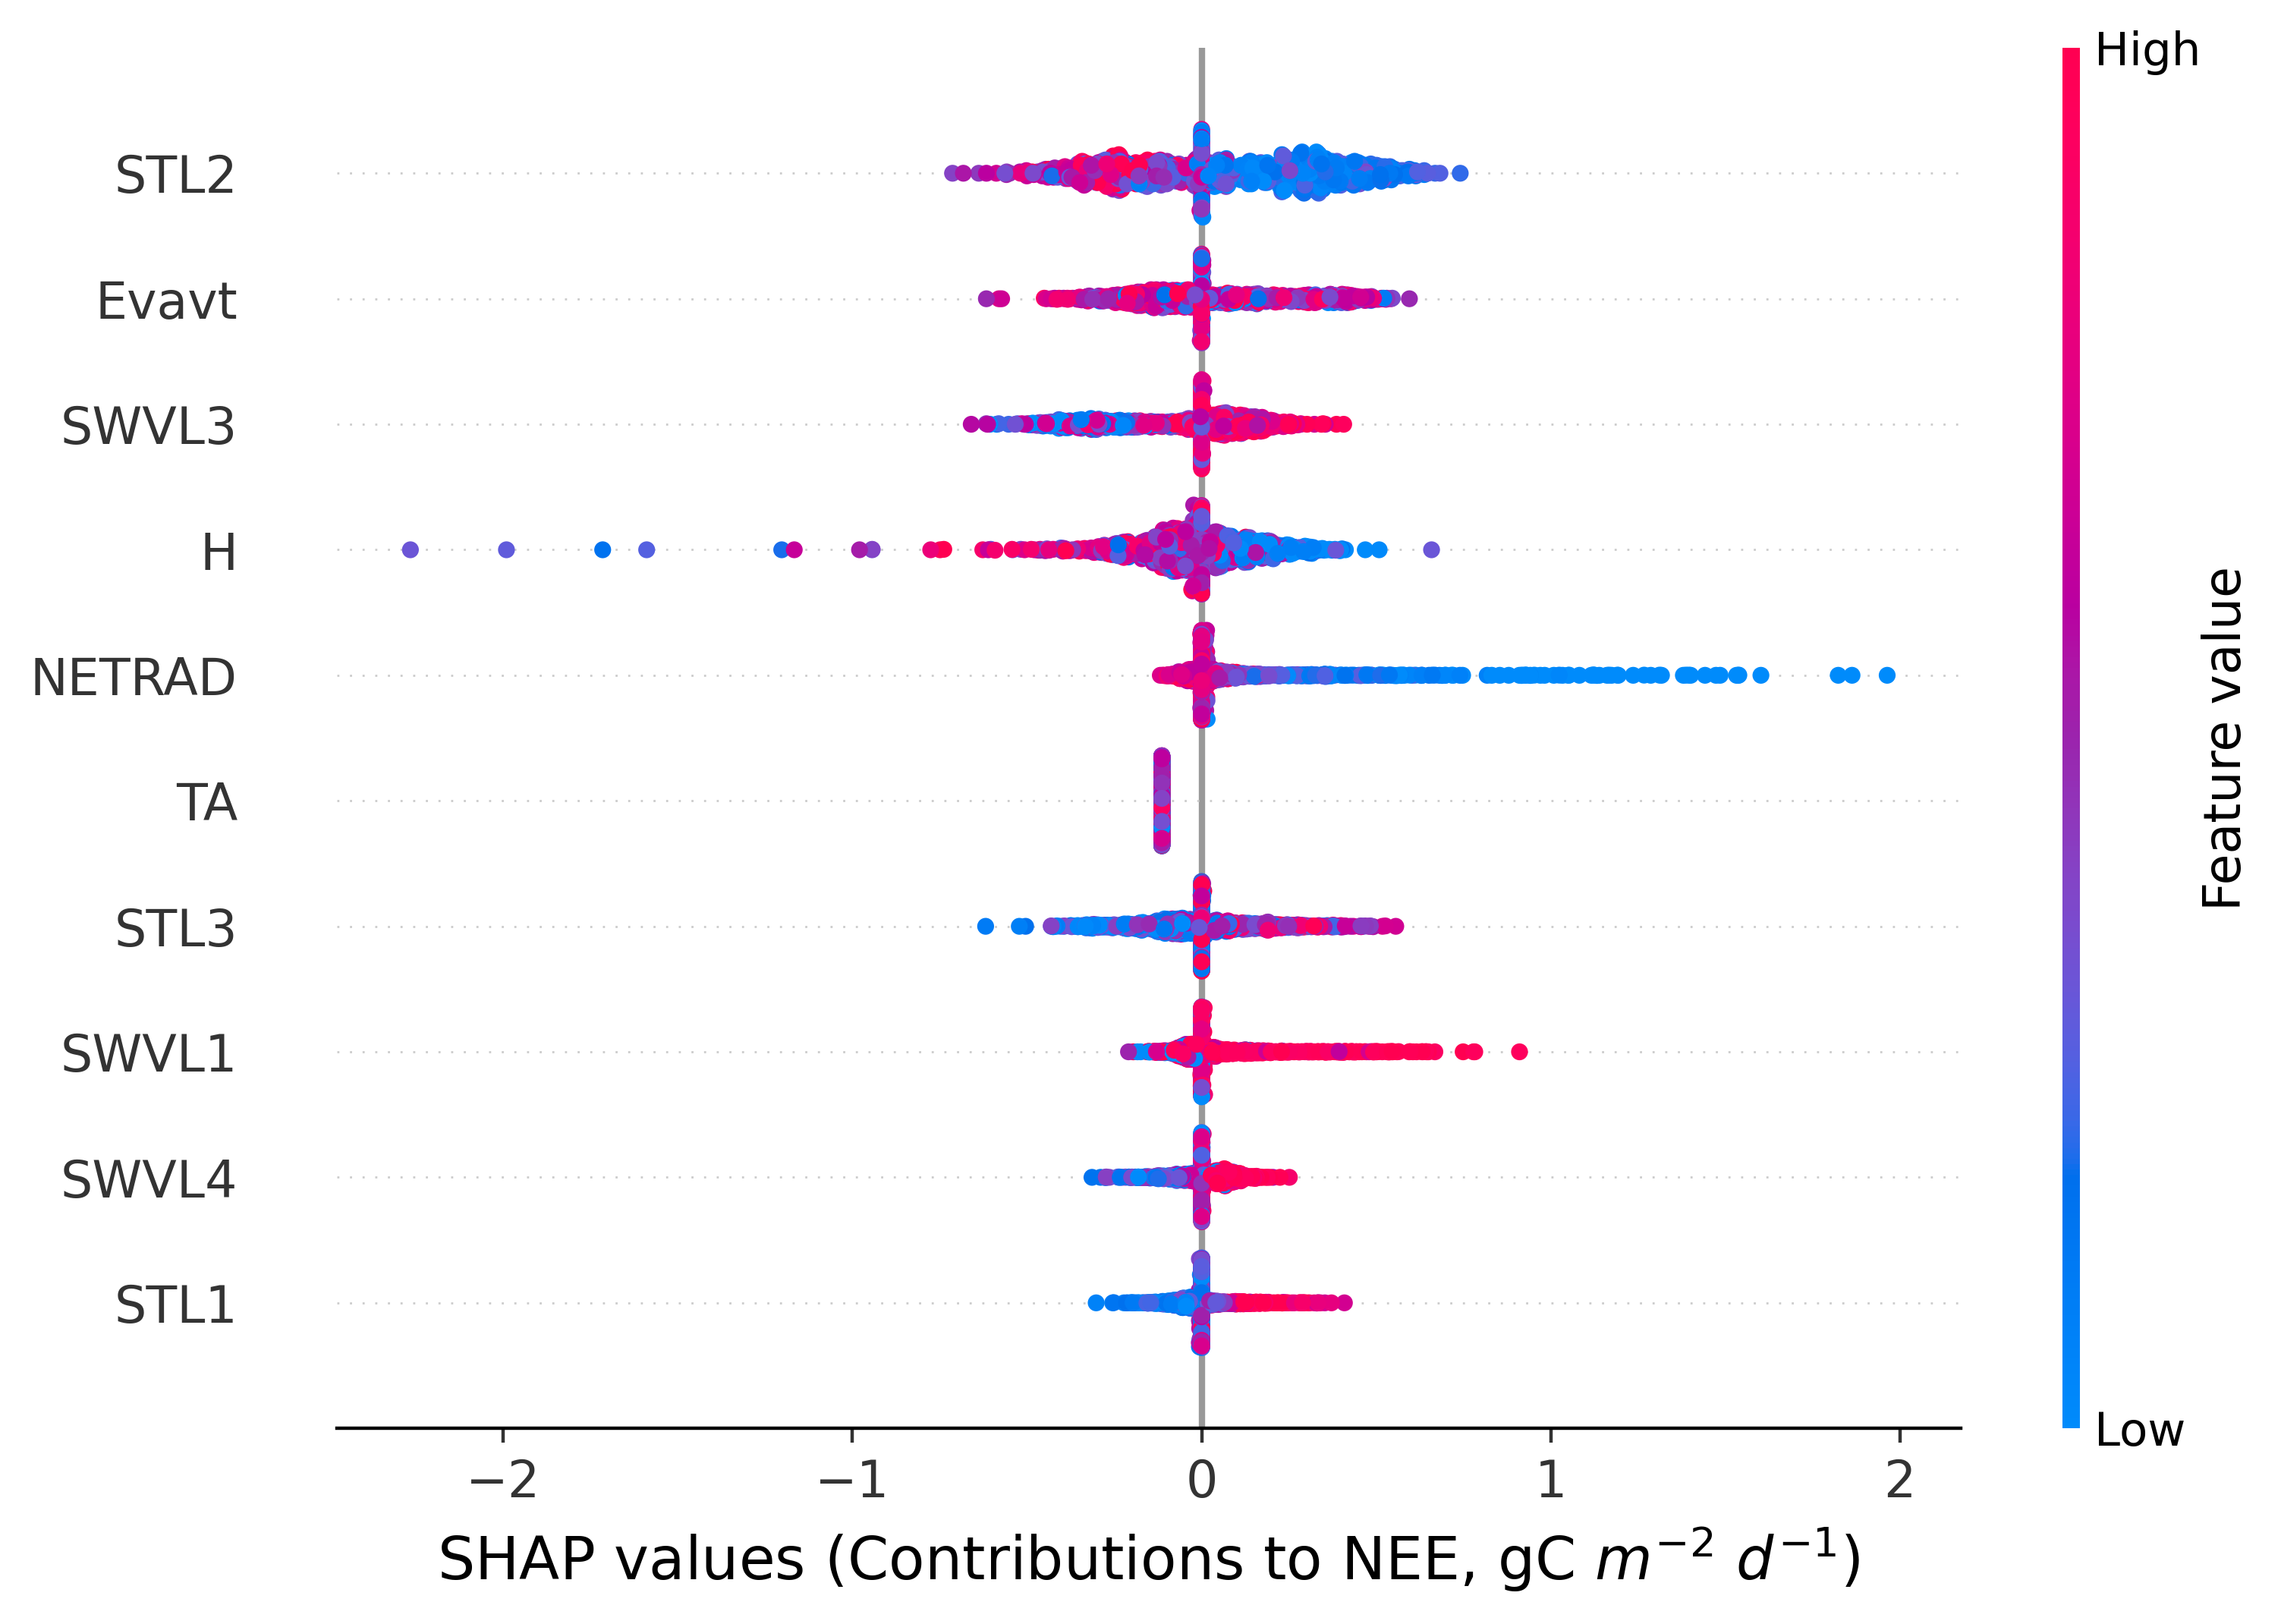 High
STL2
Evavt
SWVL3
H
NETRAD
TA
STL3
SWVL1
SWVL4
STL1
Feature value
Low
−2 −1 0 1 2
SHAP values (Contributions to NEE, gC m⁻² d⁻¹)